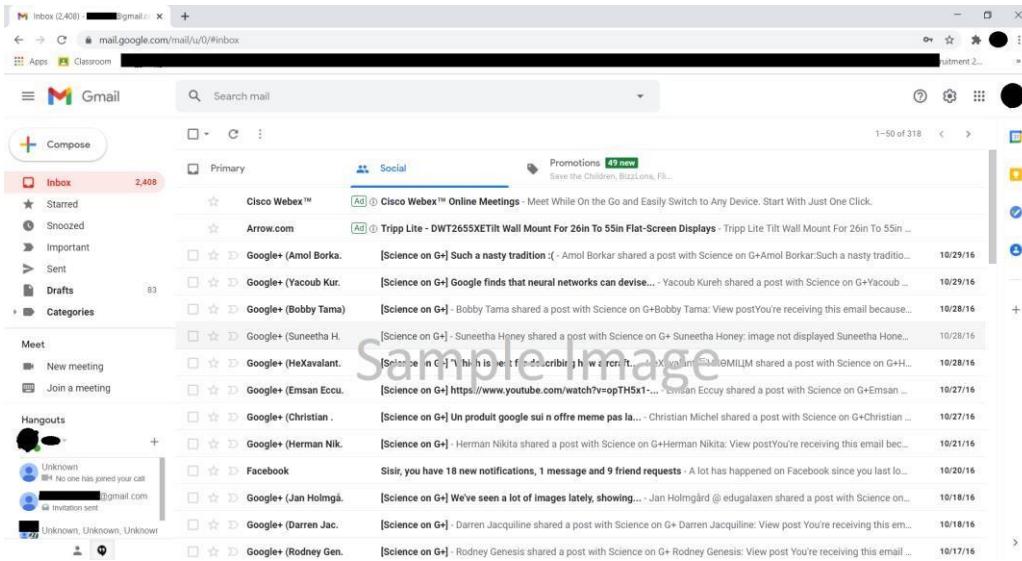 Inbox (2,408) - @gmail.c
mail.google.com/mail/u/0/#inbox
Apps Classroom ruitment 2...
Gmail Search mail
Compose 1–50 of 318
Primary Social Promotions 49 new
Save the Children, BizzLons, Fli...
Inbox 2,408
Starred
Snoozed
Important
Sent
Drafts 83
Categories
Meet
New meeting
Join a meeting
Hangouts
Unknown
No one has joined your call
@gmail.com
Invitation sent
Unknown, Unknown, Unknowr
Cisco Webex™ Ad Cisco Webex™ Online Meetings - Meet While On the Go and Easily Switch to Any Device. Start With Just One Click.
Arrow.com Ad Tripp Lite - DWT2655XETilt Wall Mount For 26in To 55in Flat-Screen Displays - Tripp Lite Tilt Wall Mount For 26in To 55in ...
Google+ (Amol Borka. [Science on G+] Such a nasty tradition :( - Amol Borkar shared a post with Science on G+Amol Borkar:Such a nasty traditio... 10/29/16
Google+ (Yacoub Kur. [Science on G+] Google finds that neural networks can devise... - Yacoub Kureh shared a post with Science on G+Yacoub ... 10/29/16
Google+ (Bobby Tama) [Science on G+] - Bobby Tama shared a post with Science on G+Bobby Tama: View postYou're receiving this email because... 10/28/16
Google+ (Suneetha H. [Science on G+] - Suneetha Honey shared a post with Science on G+ Suneetha Honey: image not displayed Suneetha Hone... 10/28/16
Sample Image
Google+ (HeXavalant. [Science on G+] "Which is best for describing how aircraft... shared a post with Science on G+H... 10/28/16
Google+ (Emsan Eccu. [Science on G+] https://www.youtube.com/watch?v=opTH5x1-... - Emsan Eccuy shared a post with Science on G+Emsan ... 10/27/16
Google+ (Christian . [Science on G+] Un produit google sui n offre meme pas la... - Christian Michel shared a post with Science on G+Christian ... 10/27/16
Google+ (Herman Nik. [Science on G+] - Herman Nikita shared a post with Science on G+Herman Nikita: View postYou're receiving this email bec... 10/21/16
Facebook Sisir, you have 18 new notifications, 1 message and 9 friend requests - A lot has happened on Facebook since you last lo... 10/20/16
Google+ (Jan Holmgå. [Science on G+] We've seen a lot of images lately, showing... - Jan Holmgård @ edugalaxen shared a post with Science on... 10/18/16
Google+ (Darren Jac. [Science on G+] - Darren Jacquiline shared a post with Science on G+ Darren Jacquiline: View post You're receiving this em... 10/18/16
Google+ (Rodney Gen. [Science on G+] - Rodney Genesis shared a post with Science on G+ Rodney Genesis: View post You're receiving this email ... 10/17/16